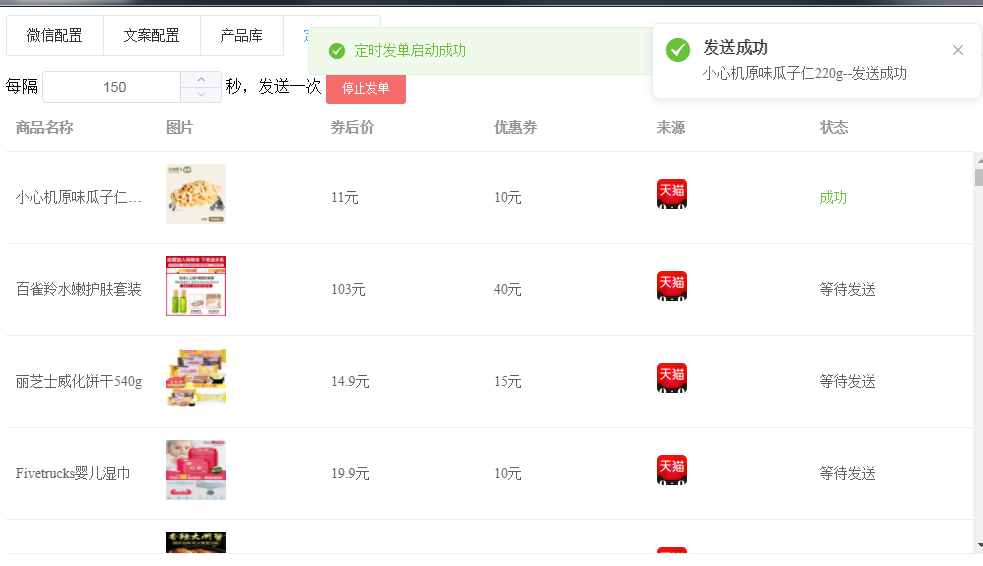 微信配置
文案配置
产品库
定时发单启动成功
发送成功
小心机原味瓜子仁220g--发送成功
每隔 150 秒，发送一次 停止发单
商品名称 图片 券后价 优惠券 来源 状态
小心机原味瓜子仁... 11元 10元 天猫 成功
百雀羚水嫩护肤套装 103元 40元 天猫 等待发送
丽芝士威化饼干540g 14.9元 15元 天猫 等待发送
Fivetrucks婴儿湿巾 19.9元 10元 天猫 等待发送